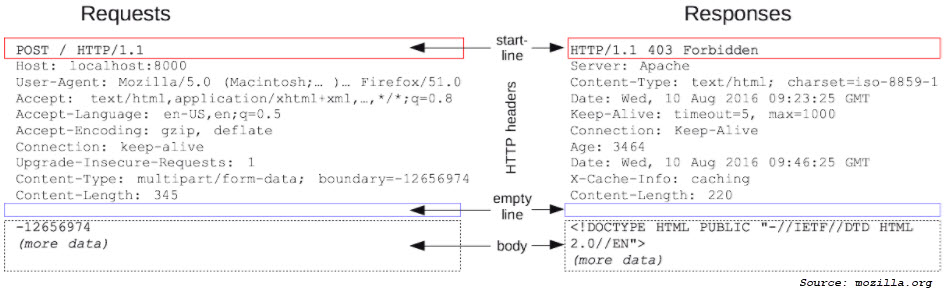 Requests
POST / HTTP/1.1
Host: localhost:8000
User-Agent: Mozilla/5.0 (Macintosh;… )… Firefox/51.0
Accept: text/html,application/xhtml+xml,…,*/*;q=0.8
Accept-Language: en-US,en;q=0.5
Accept-Encoding: gzip, deflate
Connection: keep-alive
Upgrade-Insecure-Requests: 1
Content-Type: multipart/form-data; boundary=-12656974
Content-Length: 345
-12656974
(more data)
start-
line
HTTP headers
empty
line
body
Responses
HTTP/1.1 403 Forbidden
Server: Apache
Content-Type: text/html; charset=iso-8859-1
Date: Wed, 10 Aug 2016 09:23:25 GMT
Keep-Alive: timeout=5, max=1000
Connection: Keep-Alive
Age: 3464
Date: Wed, 10 Aug 2016 09:46:25 GMT
X-Cache-Info: caching
Content-Length: 220
<!DOCTYPE HTML PUBLIC "-//IETF//DTD HTML
2.0//EN">
(more data)
Source: mozilla.org